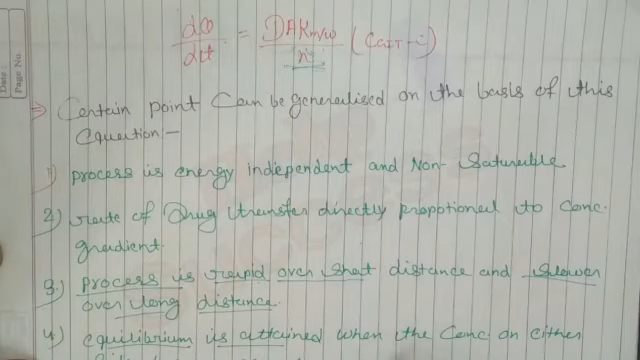 Date :
Page No.
dQ/dt = DAKm/w / h (CGIT - C)
⇒ Certain point Can be generalised on the basis of this
equation :-
1) process is energy independent and Non- Saturable
2) rate of Drug transfer directly propotional to Conc.
gradient.
3.) Process is rapid over short distance and slower
over long distance.
4) equilibrium is attained when the Conc on either